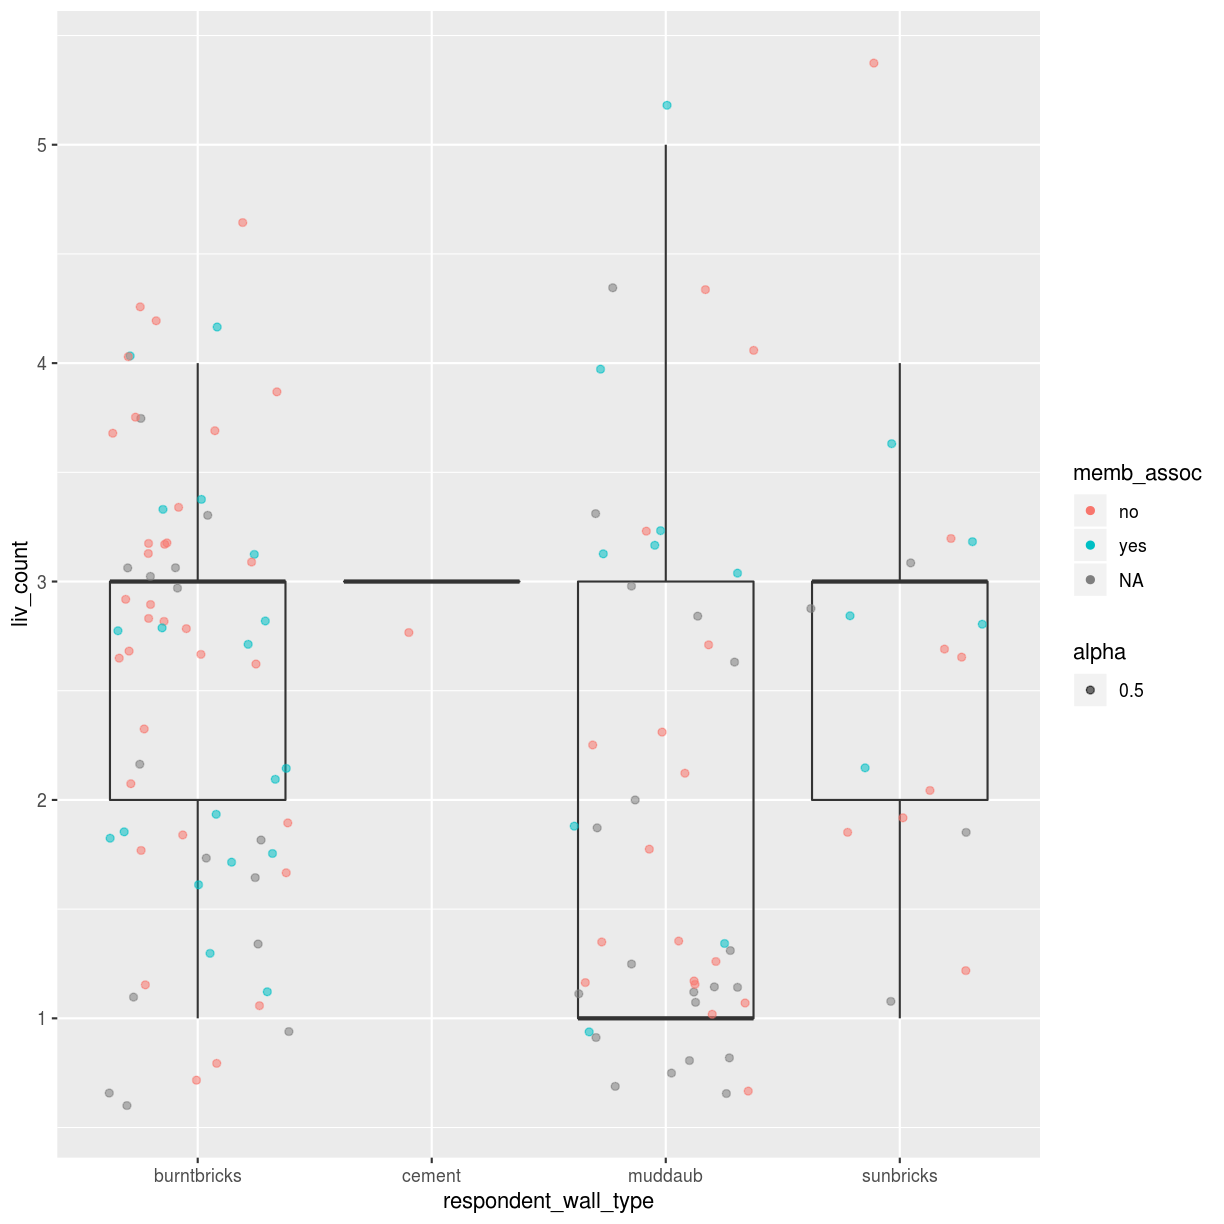 5
4
3
2
1
liv_count
burntbricks cement muddaub sunbricks
respondent_wall_type
memb_assoc
no
yes
NA
alpha
0.5